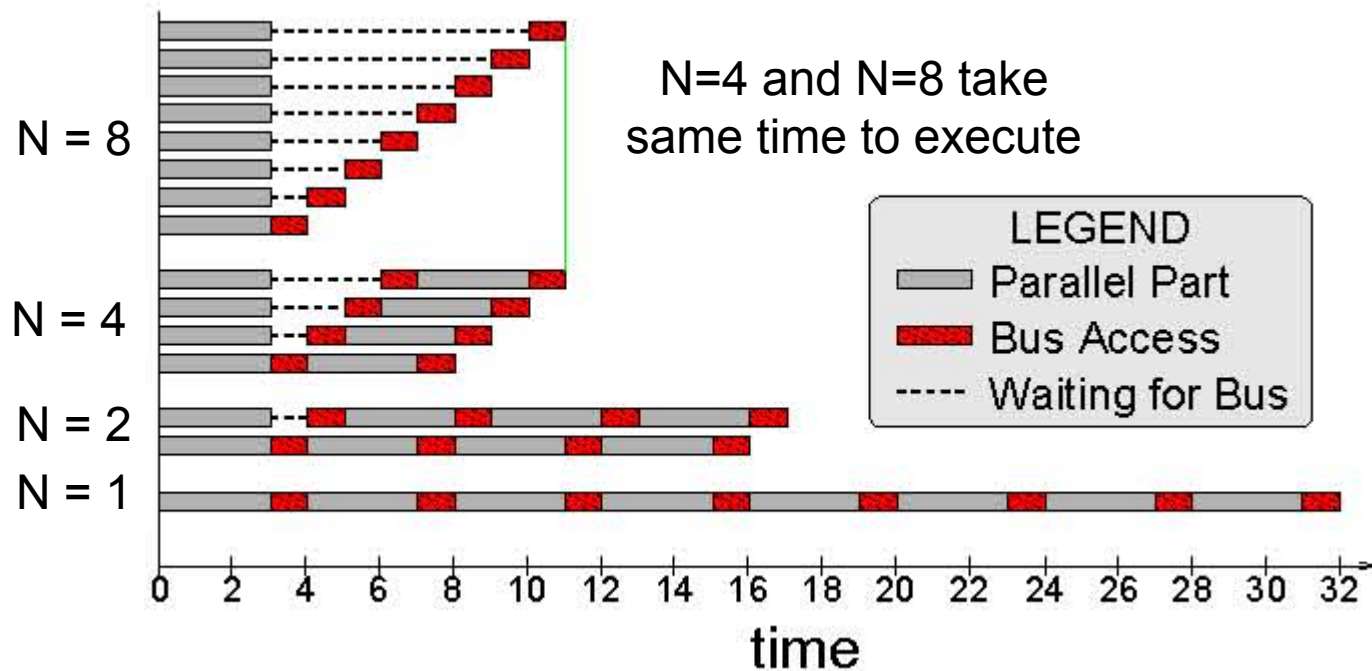 N=4 and N=8 take
same time to execute
N = 8
LEGEND
Parallel Part
Bus Access
Waiting for Bus
N = 4
N = 2
N = 1
0 2 4 6 8 10 12 14 16 18 20 22 24 26 28 30 32
time